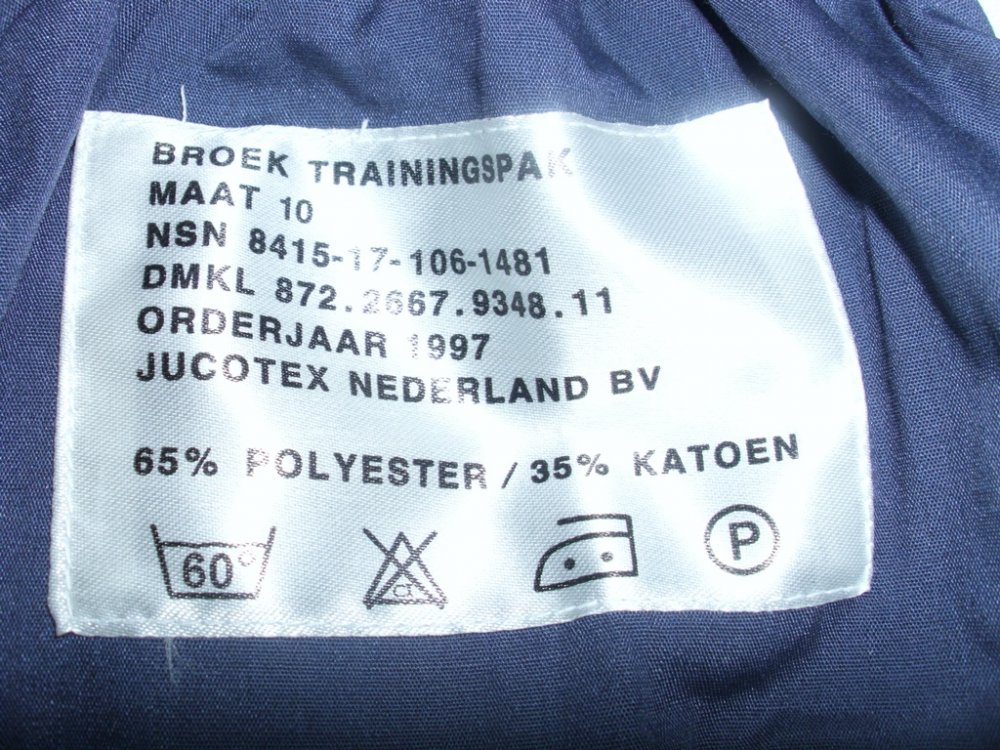 BROEK TRAININGSPAK
MAAT 10
NSN 8415-17-106-1481
DMKL 872.2667.9348.11
ORDERJAAR 1997
JUCOTEX NEDERLAND BV
65% POLYESTER / 35% KATOEN
60° cl P